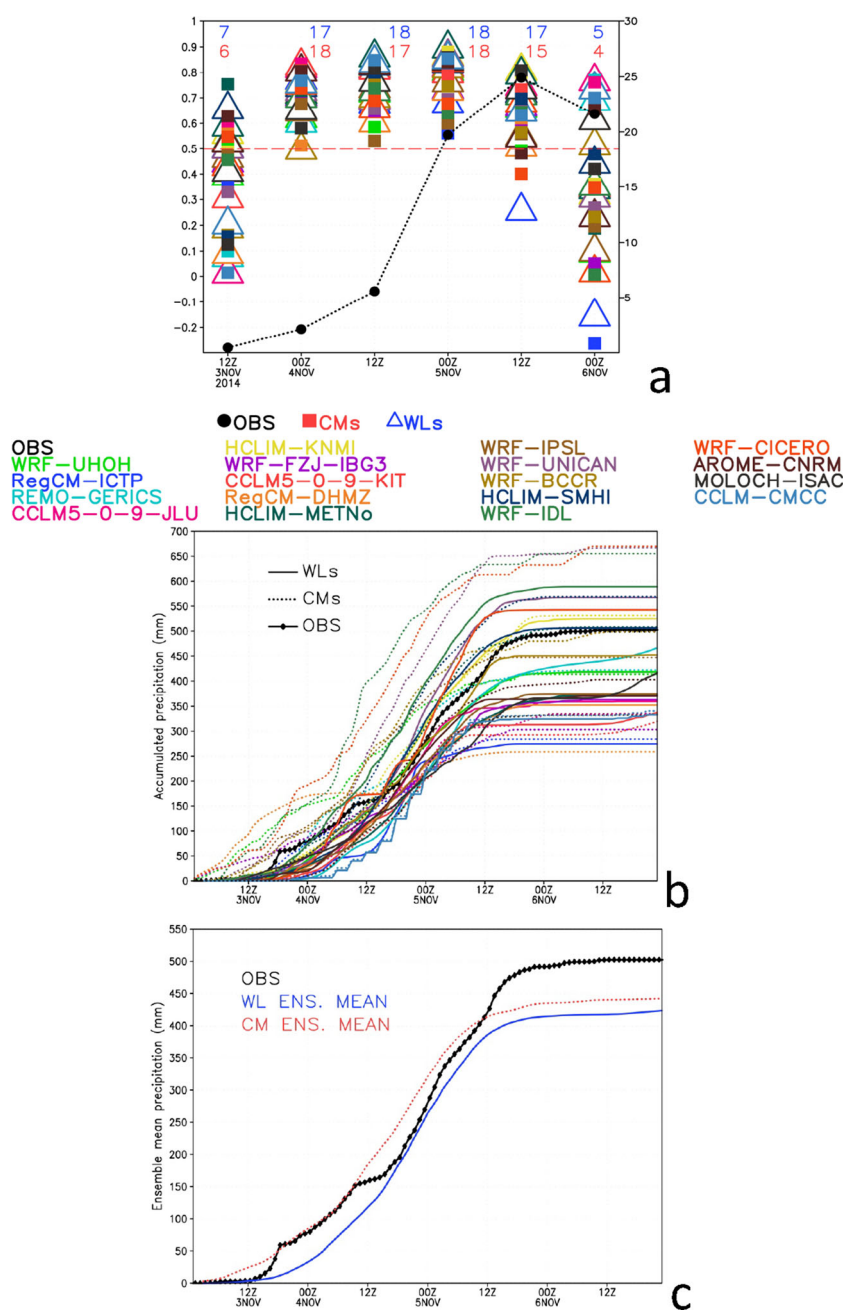 7 17 18 18 17 5
6 18 17 18 15 4
1
0.9
0.8
0.7
0.6
0.5
0.4
0.3
0.2
0.1
0
-0.1
-0.2
30
25
20
15
10
5
12Z 00Z 12Z 00Z 12Z 00Z
3NOV 4NOV 5NOV 6NOV
2014
a
OBS CMs WLs
OBS HCLIM-KNMI WRF-IPSL WRF-CICERO
WRF-UHOH WRF-FZJ-IBG3 WRF-UNICAN AROME-CNRM
RegCM-ICTP CCLM5-0-9-KIT WRF-BCCR MOLOCH-ISAC
REMO-GERICS RegCM-DHMZ HCLIM-SMHI CCLM-CMCC
CCLM5-0-9-JLU HCLIM-METNo WRF-IDL
Accumulated precipitation (mm)
700
650
600
550
500
450
400
350
300
250
200
150
100
50
0
WLs
CMs
OBS
12Z 00Z 12Z 00Z 12Z 00Z 12Z
3NOV 4NOV 5NOV 6NOV
b
Ensemble mean precipitation (mm)
550
500
450
400
350
300
250
200
150
100
50
0
OBS
WL ENS. MEAN
CM ENS. MEAN
12Z 00Z 12Z 00Z 12Z 00Z 12Z
3NOV 4NOV 5NOV 6NOV
c